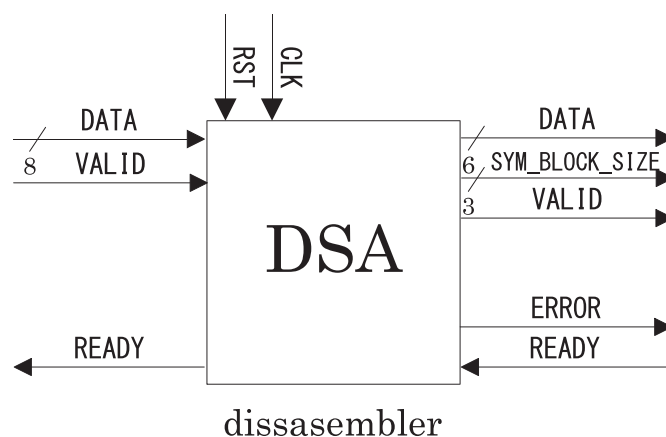 RST
CLK
DATA
8
VALID
READY
DSA
DATA
6
SYM_BLOCK_SIZE
3
VALID
ERROR
READY
dissasembler